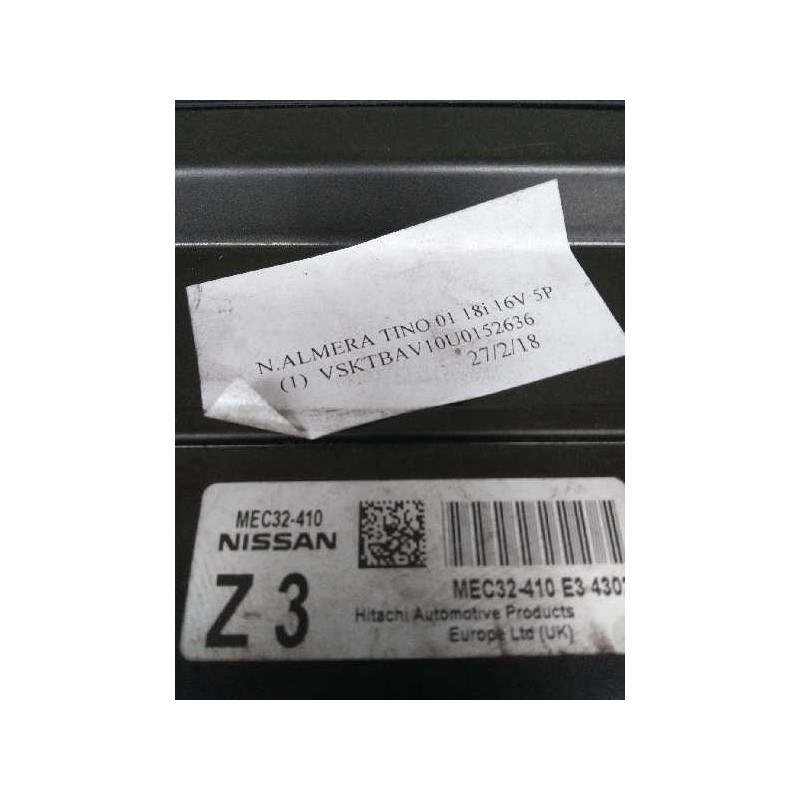 N.ALMERA TINO 01 18i 16V 5P
(1) VSKTBAV10U0152636
27/2/18
MEC32-410
NISSAN
Z 3
MEC32-410 E3 430
Hitachi Automotive Products
Europe Ltd (UK)